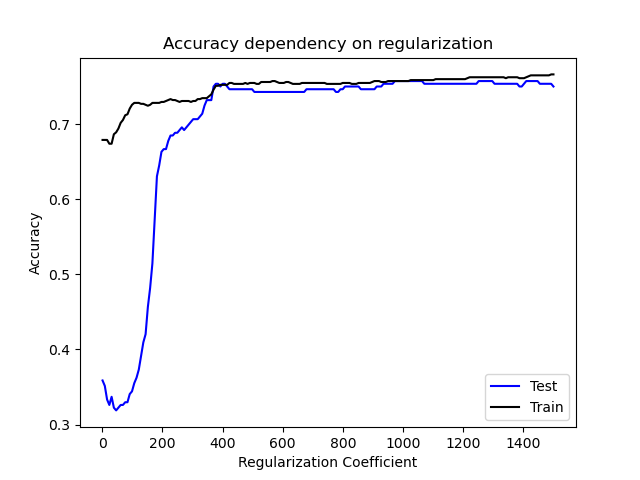 Accuracy dependency on regularization
Accuracy
0.7
0.6
0.5
0.4
0.3
0 200 400 600 800 1000 1200 1400
Regularization Coefficient
Test
Train